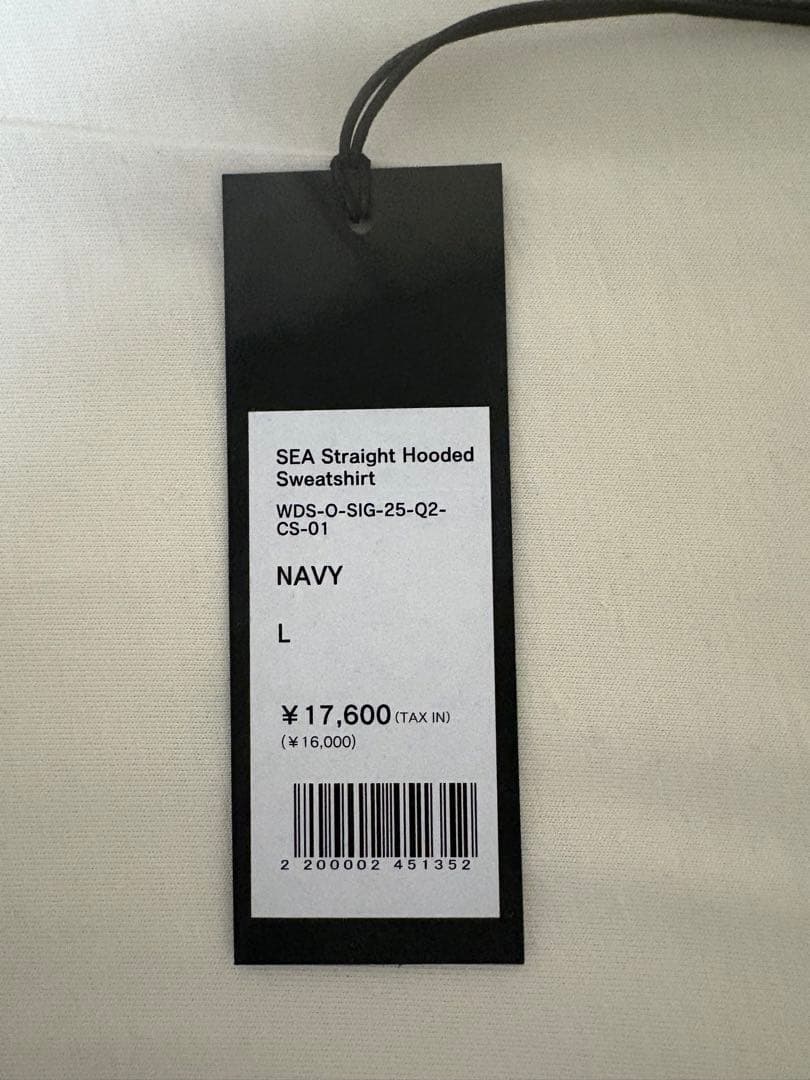 SEA Straight Hooded
Sweatshirt
WDS-O-SIG-25-Q2-
CS-01
NAVY
L
¥17,600(TAX IN)
(¥16,000)
2 200002 451352